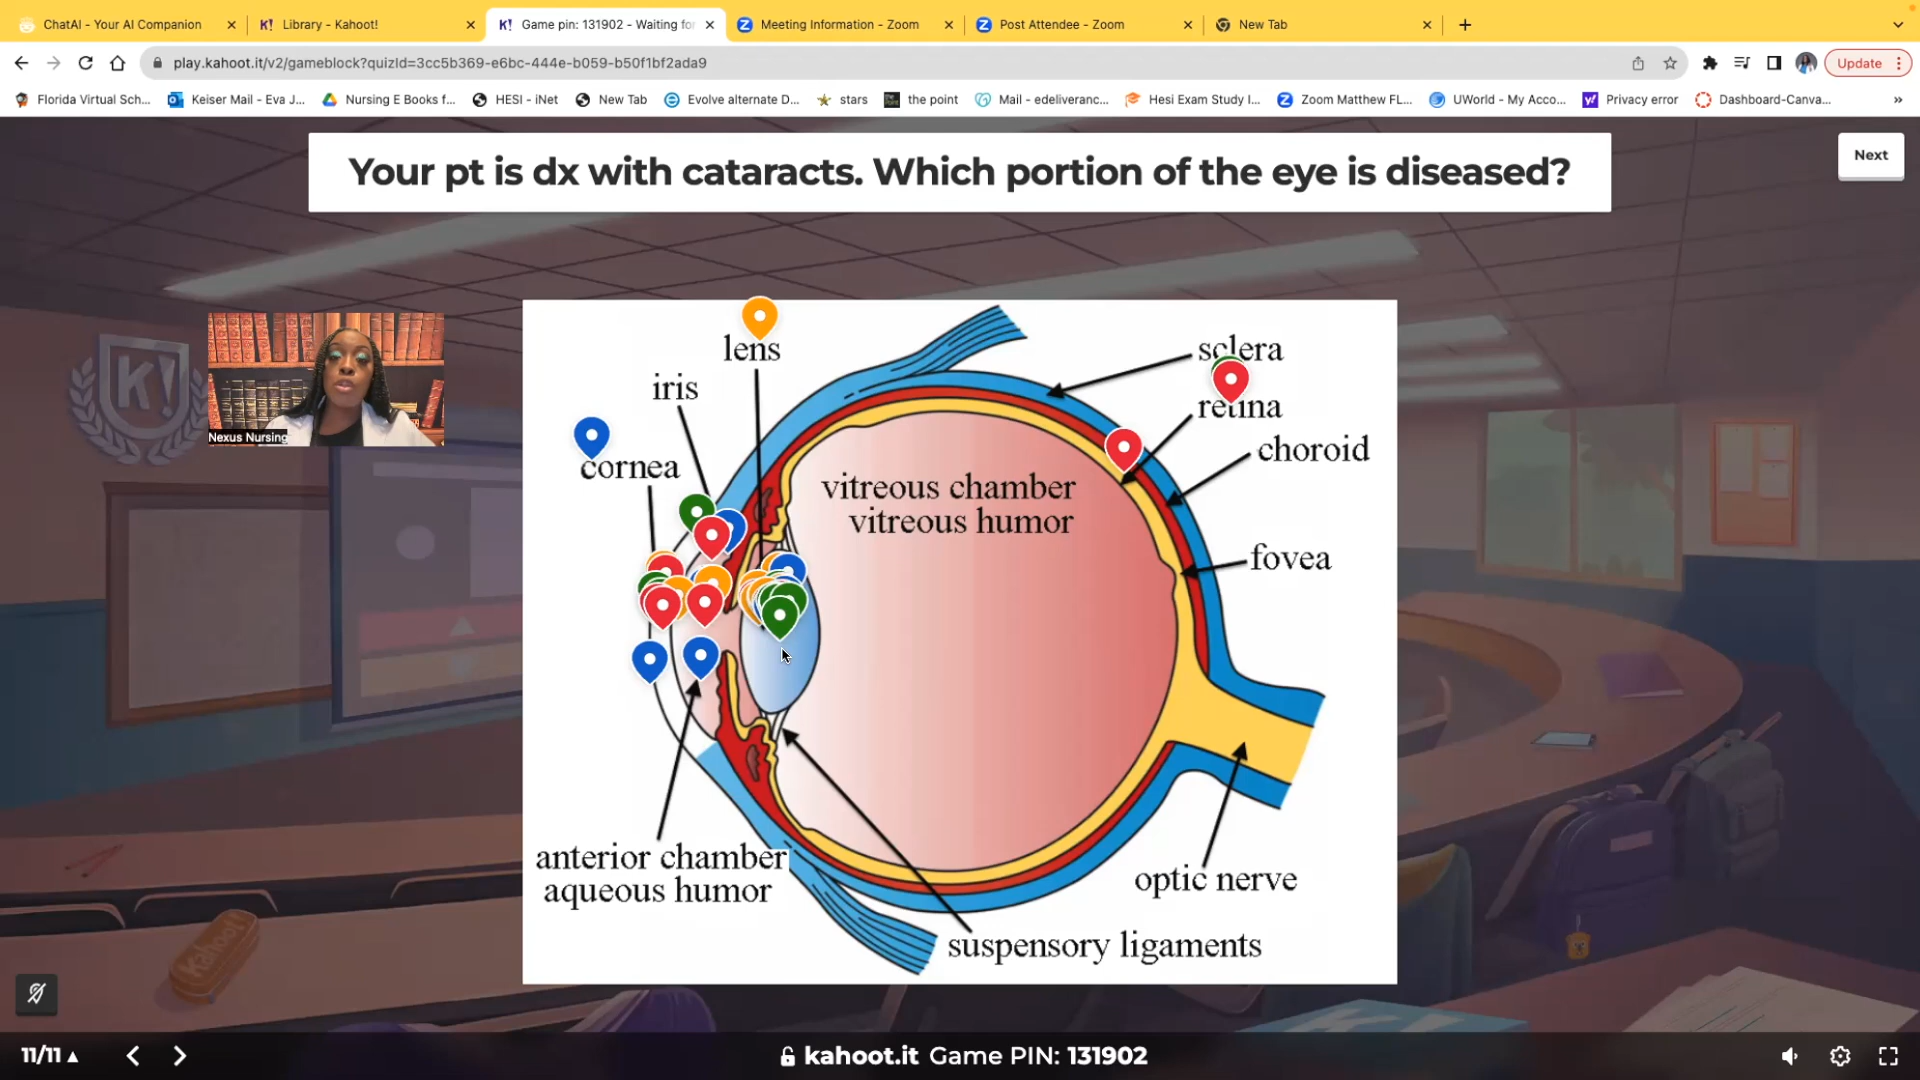 ChatAI - Your AI Companion
Library - Kahoot!
Game pin: 131902 - Waiting for
Meeting Information - Zoom
Post Attendee - Zoom
New Tab
play.kahoot.it/v2/gameblock?quizId=3cc5b369-e6bc-444e-b059-b50f1bf2ada9
Update
Florida Virtual Sch...
Keiser Mail - Eva J...
Nursing E Books f...
HESI - iNet
New Tab
Evolve alternate D...
stars
the point
Mail - edeliveranc...
Hesi Exam Study I...
Zoom Matthew FL...
UWorld - My Acco...
Privacy error
Dashboard-Canva...
»
Your pt is dx with cataracts. Which portion of the eye is diseased?
Next
K!
Nexus Nursing
lens
iris
cornea
sclera
retina
choroid
vitreous chamber
vitreous humor
fovea
anterior chamber
aqueous humor
optic nerve
suspensory ligaments
Kahoot!
11/11
kahoot.it Game PIN: 131902